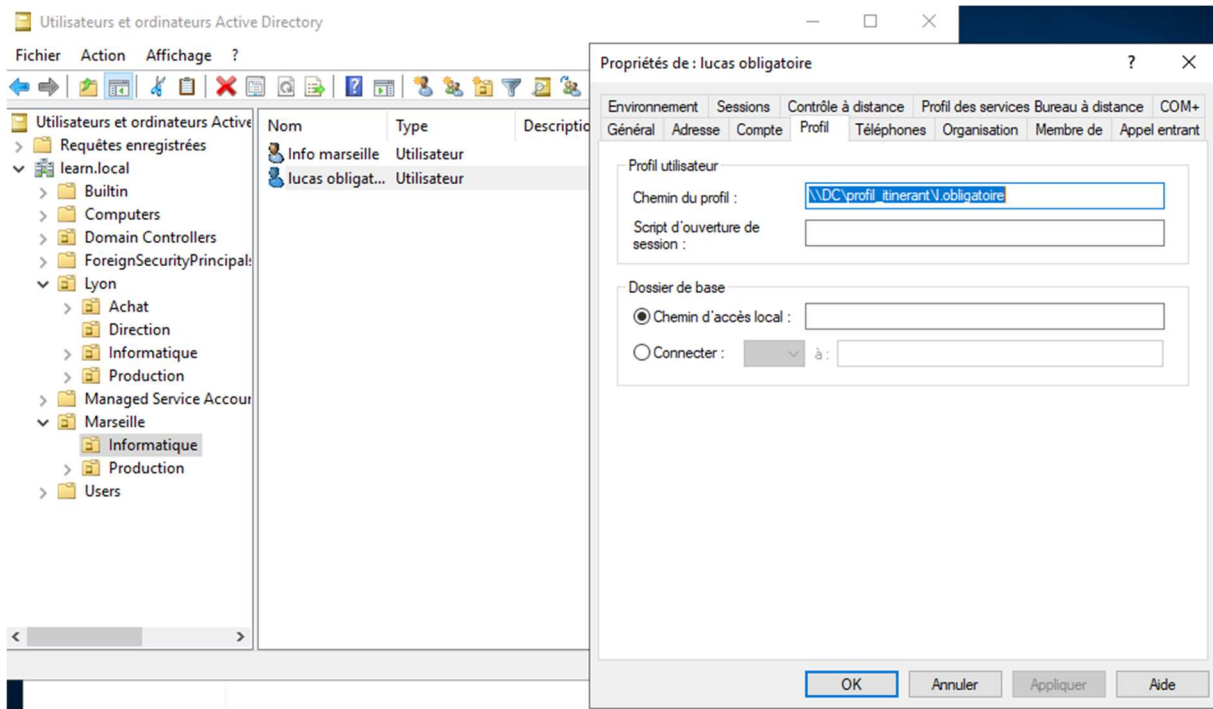 Utilisateurs et ordinateurs Active Directory
Fichier Action Affichage ?
Utilisateurs et ordinateurs Active
Requêtes enregistrées
learn.local
Builtin
Computers
Domain Controllers
ForeignSecurityPrincipals
Lyon
Achat
Direction
Informatique
Production
Managed Service Accour
Marseille
Informatique
Production
Users
Nom Type Descriptio
Info marseille Utilisateur
lucas obligat... Utilisateur
Propriétés de : lucas obligatoire ?
Environnement Sessions Contrôle à distance Profil des services Bureau à distance COM+
Général Adresse Compte Profil Téléphones Organisation Membre de Appel entrant
Profil utilisateur
Chemin du profil : \\DC\profil_itinerant\l.obligatoire
Script d'ouverture de
session :
Dossier de base
Chemin d'accès local :
Connecter : à :
OK Annuler Appliquer Aide